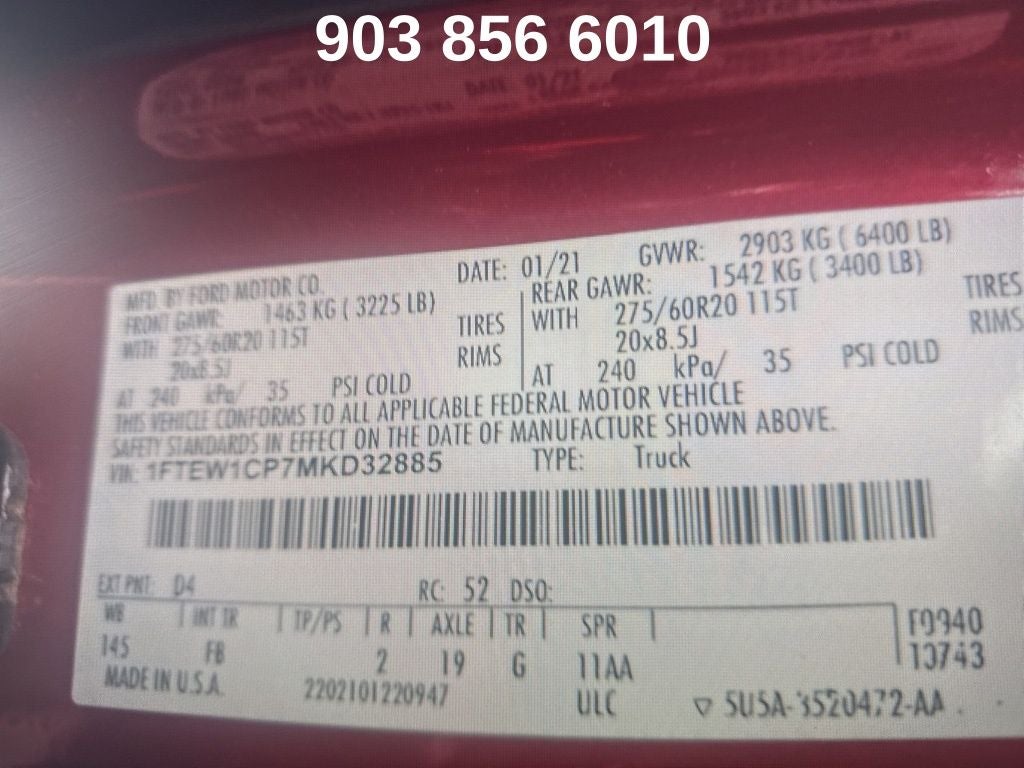 903 856 6010
DATE 01/21
MFD. BY FORD MOTOR CO. DATE: 01/21 GVWR: 2903 KG ( 6400 LB)
FRONT GAWR: 1463 KG ( 3225 LB) REAR GAWR: 1542 KG ( 3400 LB)
WITH 275/60R20 115T TIRES WITH 275/60R20 115T TIRES
20x8.5J RIMS 20x8.5J RIMS
AT 240 kPa/ 35 PSI COLD AT 240 kPa/ 35 PSI COLD
THIS VEHICLE CONFORMS TO ALL APPLICABLE FEDERAL MOTOR VEHICLE
SAFETY STANDARDS IN EFFECT ON THE DATE OF MANUFACTURE SHOWN ABOVE.
VIN: 1FTEW1CP7MKD32885 TYPE: Truck
EXT PNT: D4 RC: 52 DSO:
WB | INT TR | TP/PS | R | AXLE | TR | SPR | F0940
145 FB 2 19 G 11AA 13743
MADE IN U.S.A. 2202101220947 ULC ▽ 5U5A-3520472-AA